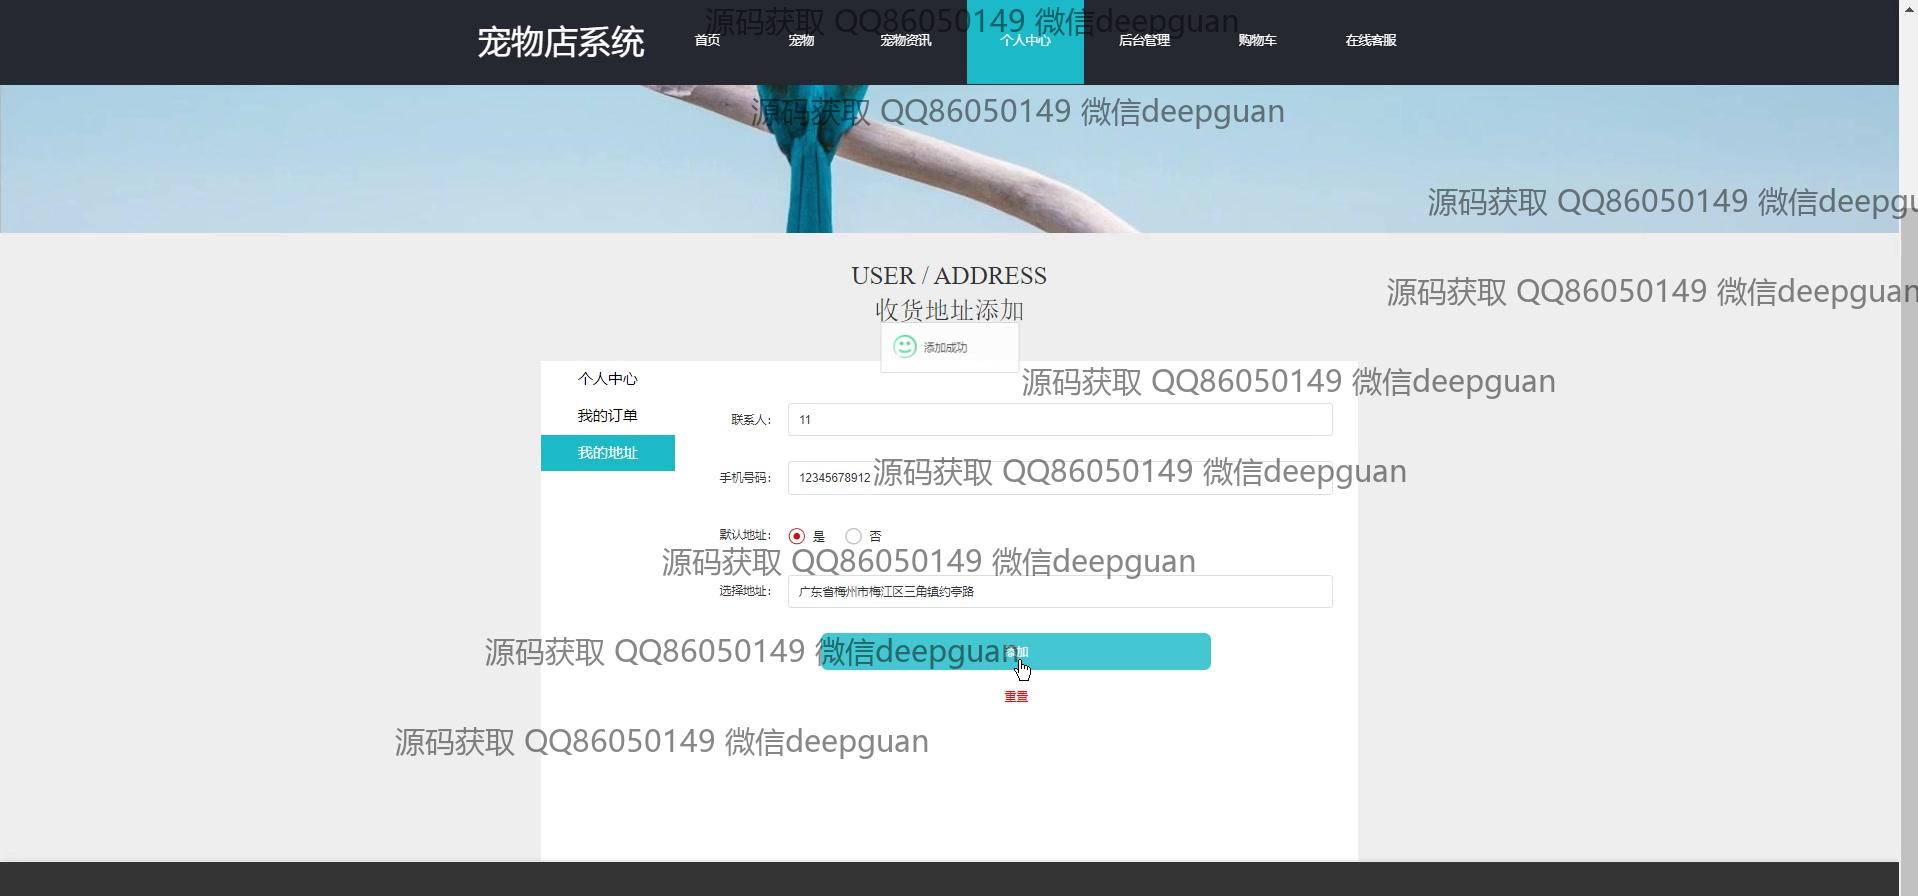 宠物店系统 首页 宠物 宠物资讯 个人中心 后台管理 购物车 在线客服
源码获取 QQ86050149 微信deepguan
源码获取 QQ86050149 微信deepguan
源码获取 QQ86050149 微信deepgu
USER / ADDRESS
源码获取 QQ86050149 微信deepguan
收货地址添加
添加成功
个人中心
源码获取 QQ86050149 微信deepguan
我的订单
联系人： 11
我的地址
手机号码： 12345678912
源码获取 QQ86050149 微信deepguan
默认地址： 是 否
源码获取 QQ86050149 微信deepguan
选择地址： 广东省梅州市梅江区三角镇约亭路
源码获取 QQ86050149 微信deepguan
添加
重置
源码获取 QQ86050149 微信deepguan